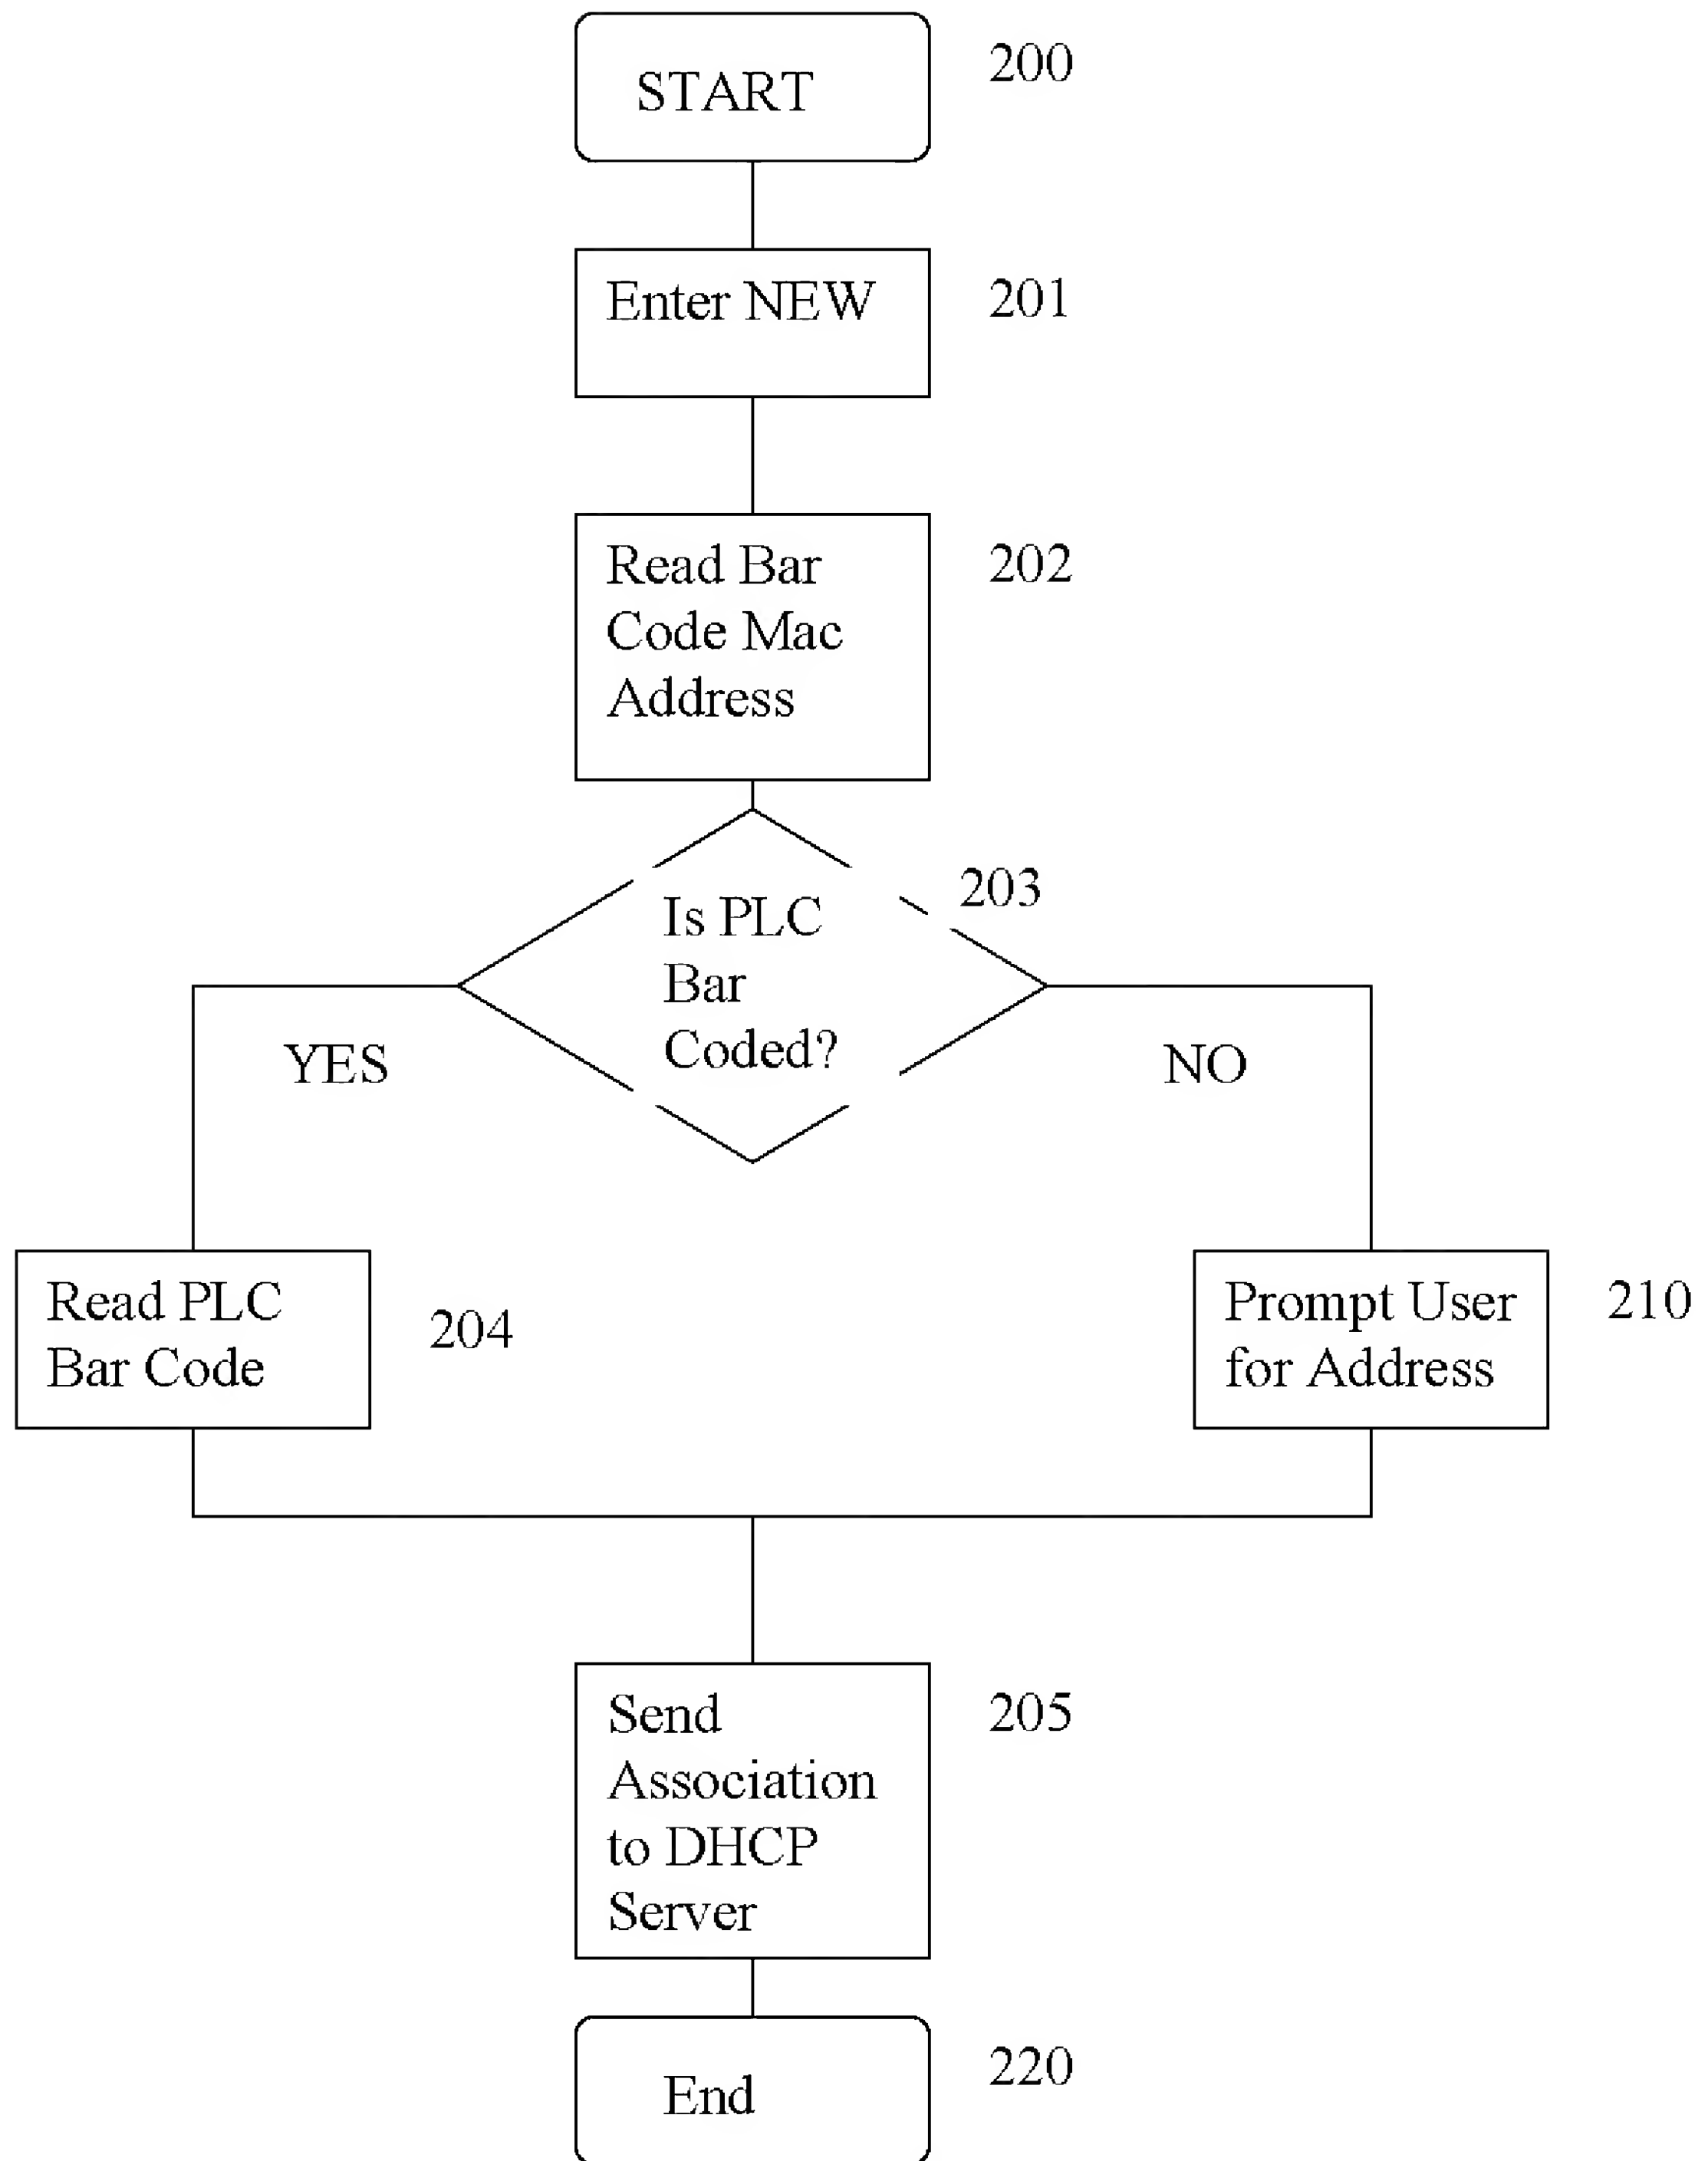 START
200
Enter NEW
201
Read Bar
Code Mac
Address
202
203
Is PLC
Bar
Coded?
YES
NO
Read PLC
Bar Code
204
Prompt User
for Address
210
Send
Association
to DHCP
Server
205
End
220